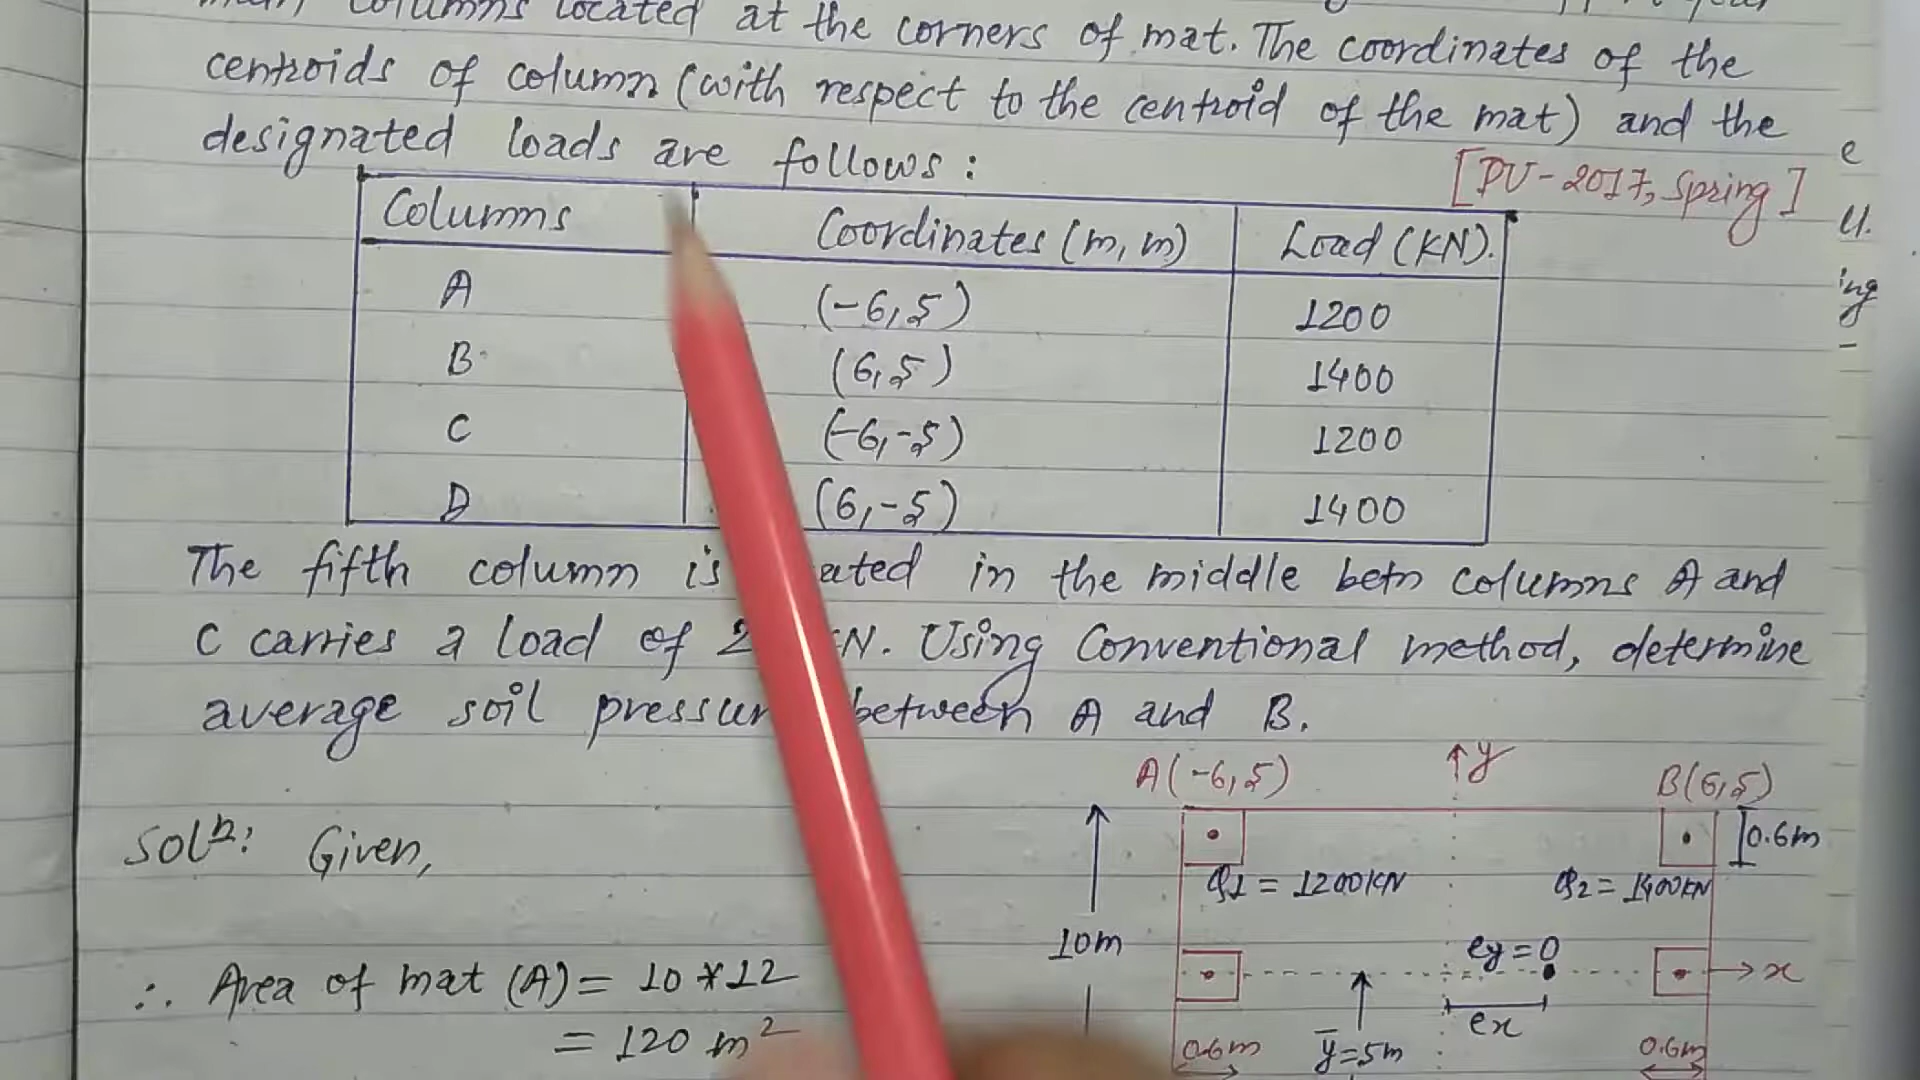 columns located at the corners of mat. The coordinates of the
centroids of column (with respect to the centroid of the mat) and the
designated loads are follows:
[PU-2017, Spring]
Columns Coordinates (m, m) Load (KN).
A (-6,5) 1200
B (6,5) 1400
C (-6,-5) 1200
D (6,-5) 1400
The fifth column is in the middle betn columns A and
C carries a load of Using Conventional method, determine
average soil between A and B.
Solⁿ: Given,
∴ Area of mat (A) = 10*12
= 120 m²
↑y
A(-6,5) B(6,5)
0.6m
Q1 = 1200KN Q2 = 1400KN
10m
ey=0
→x
ex
0.6m ȳ=5m 0.6m
e
u.
ing